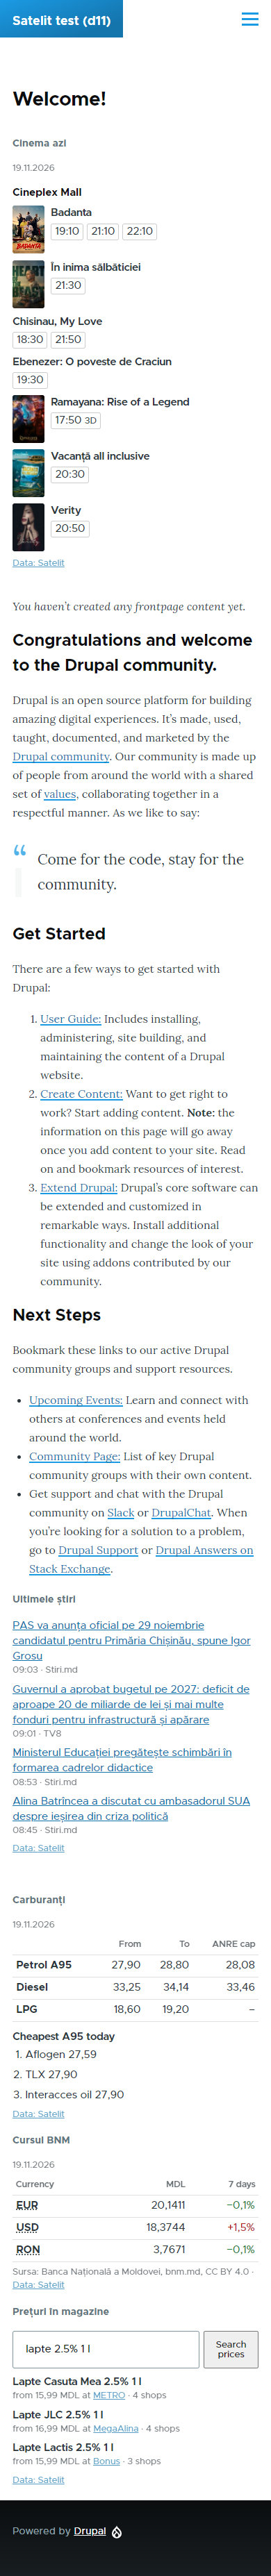 Satelit test (d11)
Welcome!
Cinema azi
19.11.2026
Cineplex Mall
Badanta
19:10 21:10 22:10
În inima sălbăticiei
21:30
Chisinau, My Love
18:30 21:50
Ebenezer: O poveste de Craciun
19:30
Ramayana: Rise of a Legend
17:50 3D
Vacanță all inclusive
20:30
Verity
20:50
Data: Satelit
You haven’t created any frontpage content yet.
Congratulations and welcome
to the Drupal community.
Drupal is an open source platform for building
amazing digital experiences. It’s made, used,
taught, documented, and marketed by the
Drupal community. Our community is made up
of people from around the world with a shared
set of values, collaborating together in a
respectful manner. As we like to say:
“ Come for the code, stay for the
community.
Get Started
There are a few ways to get started with
Drupal:
1. User Guide: Includes installing,
administering, site building, and
maintaining the content of a Drupal
website.
2. Create Content: Want to get right to
work? Start adding content. Note: the
information on this page will go away
once you add content to your site. Read
on and bookmark resources of interest.
3. Extend Drupal: Drupal’s core software can
be extended and customized in
remarkable ways. Install additional
functionality and change the look of your
site using addons contributed by our
community.
Next Steps
Bookmark these links to our active Drupal
community groups and support resources.
• Upcoming Events: Learn and connect with
others at conferences and events held
around the world.
• Community Page: List of key Drupal
community groups with their own content.
• Get support and chat with the Drupal
community on Slack or DrupalChat. When
you’re looking for a solution to a problem,
go to Drupal Support or Drupal Answers on
Stack Exchange.
Ultimele știri
PAS va anunța oficial pe 29 noiembrie
candidatul pentru Primăria Chișinău, spune Igor
Grosu
09:03 · Stiri.md
Guvernul a aprobat bugetul pe 2027: deficit de
aproape 20 de miliarde de lei și mai multe
fonduri pentru infrastructură și apărare
09:01 · TV8
Ministerul Educației pregătește schimbări în
formarea cadrelor didactice
08:53 · Stiri.md
Alina Batrîncea a discutat cu ambasadorul SUA
despre ieșirea din criza politică
08:45 · Stiri.md
Data: Satelit
Carburanți
19.11.2026
From To ANRE cap
Petrol A95 27,90 28,80 28,08
Diesel 33,25 34,14 33,46
LPG 18,60 19,20 –
Cheapest A95 today
1. Aflogen 27,59
2. TLX 27,90
3. Interacces oil 27,90
Data: Satelit
Cursul BNM
19.11.2026
Currency MDL 7 days
EUR 20,1411 −0,1%
USD 18,3744 +1,5%
RON 3,7671 −0,1%
Sursa: Banca Națională a Moldovei, bnm.md, CC BY 4.0 ·
Data: Satelit
Prețuri în magazine
lapte 2.5% 1 l Search
prices
Lapte Casuta Mea 2.5% 1 l
from 15,99 MDL at METRO · 4 shops
Lapte JLC 2.5% 1 l
from 16,99 MDL at MegaAlina · 4 shops
Lapte Lactis 2.5% 1 l
from 15,99 MDL at Bonus · 3 shops
Data: Satelit
Powered by Drupal